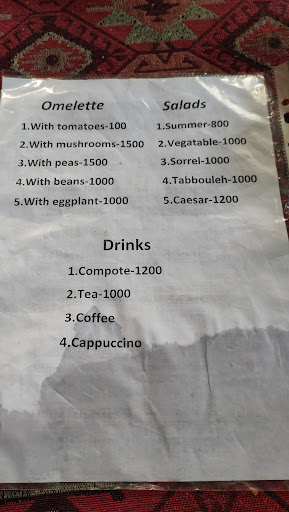 Omelette
1.With tomatoes-100
2.With mushrooms-1500
3.With peas-1500
4.With beans-1000
5.With eggplant-1000
Salads
1.Summer-800
2.Vegatable-1000
3.Sorrel-1000
4.Tabbouleh-1000
5.Caesar-1200
Drinks
1.Compote-1200
2.Tea-1000
3.Coffee
4.Cappuccino